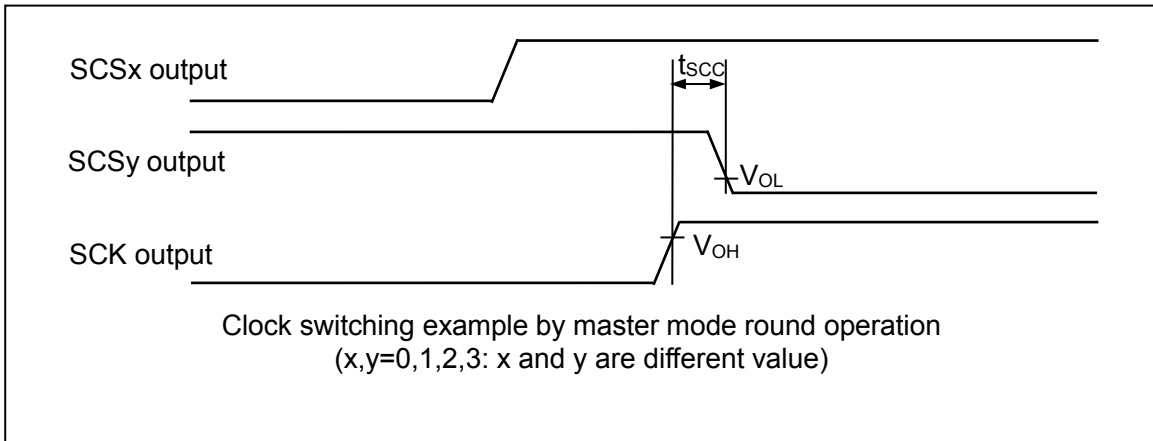 SCSx output
tSCC
SCSy output
VOL
SCK output
VOH
Clock switching example by master mode round operation
(x,y=0,1,2,3: x and y are different value)